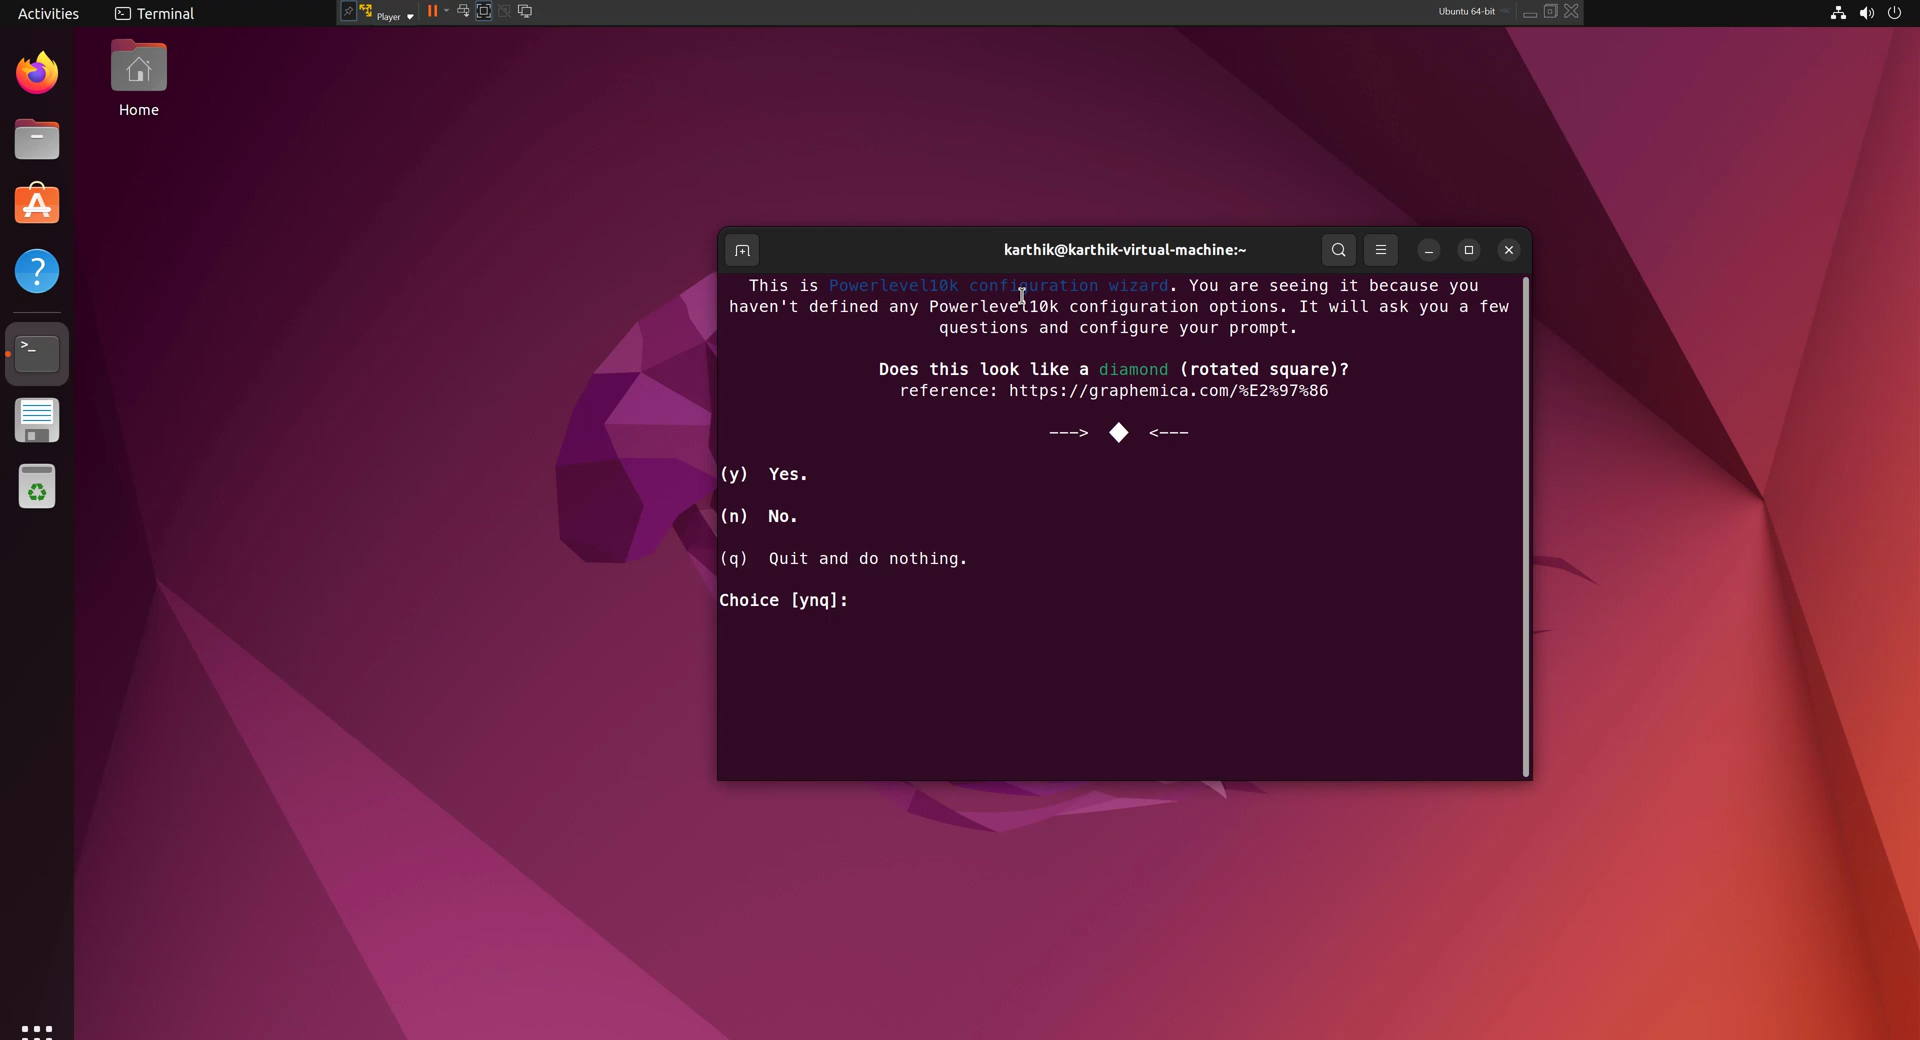 Activities
Terminal
Player
Ubuntu 64-bit
Home
karthik@karthik-virtual-machine:~
This is Powerlevel10k configuration wizard. You are seeing it because you
haven't defined any Powerlevel10k configuration options. It will ask you a few
questions and configure your prompt.
Does this look like a diamond (rotated square)?
reference: https://graphemica.com/%E2%97%86
---> ◆ <---
(y) Yes.
(n) No.
(q) Quit and do nothing.
Choice [ynq]: